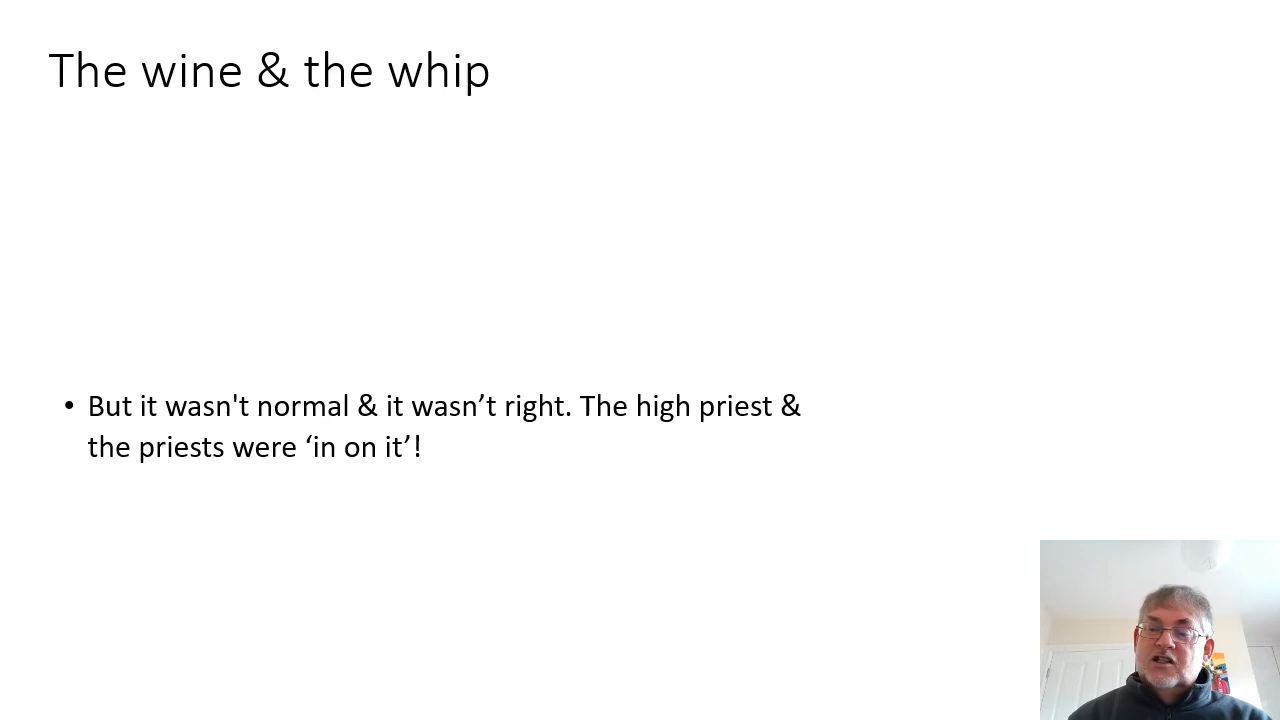 The wine & the whip
• But it wasn't normal & it wasn’t right. The high priest &
the priests were ‘in on it’!